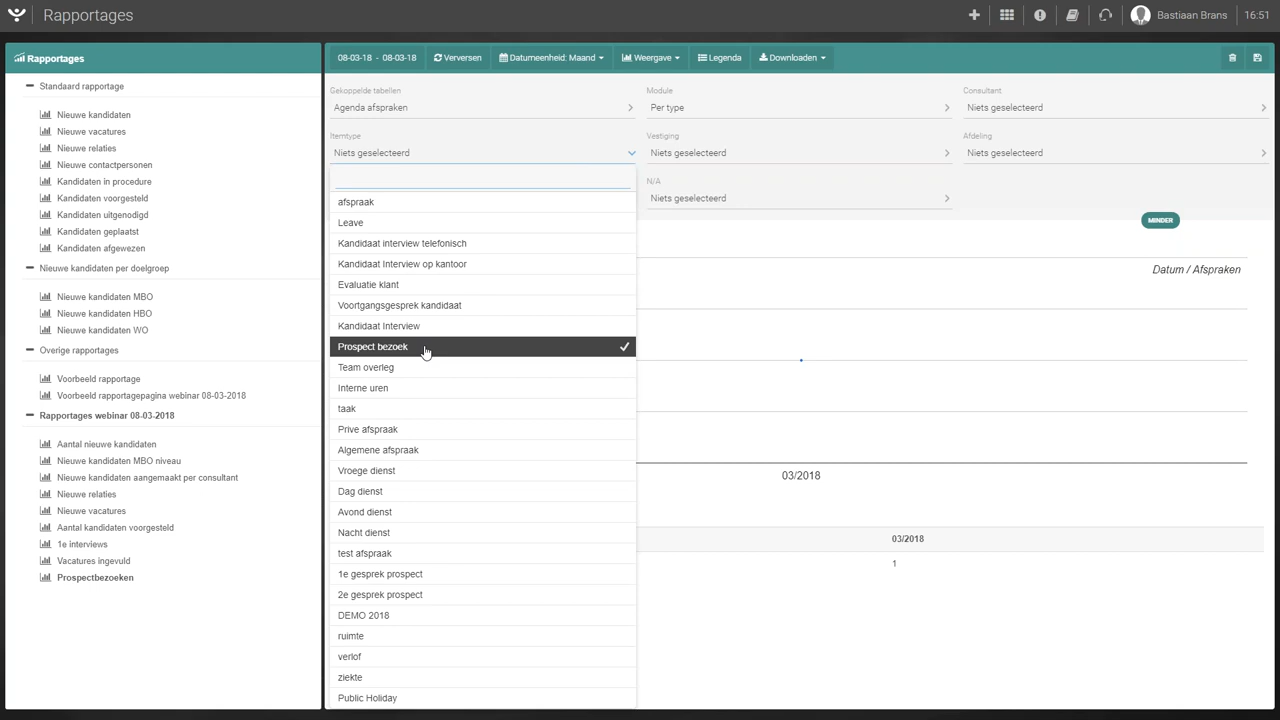 Rapportages
Bastiaan Brans
16:51
Rapportages
Standaard rapportage
Nieuwe kandidaten
Nieuwe vacatures
Nieuwe relaties
Nieuwe contactpersonen
Kandidaten in procedure
Kandidaten voorgesteld
Kandidaten uitgenodigd
Kandidaten geplaatst
Kandidaten afgewezen
Nieuwe kandidaten per doelgroep
Nieuwe kandidaten MBO
Nieuwe kandidaten HBO
Nieuwe kandidaten WO
Overige rapportages
Voorbeeld rapportage
Voorbeeld rapportagepagina webinar 08-03-2018
Rapportages webinar 08-03-2018
Aantal nieuwe kandidaten
Nieuwe kandidaten MBO niveau
Nieuwe kandidaten aangemaakt per consultant
Nieuwe relaties
Nieuwe vacatures
Aantal kandidaten voorgesteld
1e interviews
Vacatures ingevuld
Prospectbezoeken
08-03-18 - 08-03-18
Verversen
Datumeenheid: Maand
Weergave
Legenda
Downloaden
Gekoppelde tabellen
Agenda afspraken
Module
Per type
Consultant
Niets geselecteerd
Itemtype
Niets geselecteerd
Vestiging
Niets geselecteerd
Afdeling
Niets geselecteerd
N/A
Niets geselecteerd
MINDER
afspraak
Leave
Kandidaat interview telefonisch
Kandidaat Interview op kantoor
Evaluatie klant
Voortgangsgesprek kandidaat
Kandidaat Interview
Prospect bezoek
Team overleg
Interne uren
taak
Prive afspraak
Algemene afspraak
Vroege dienst
Dag dienst
Avond dienst
Nacht dienst
test afspraak
1e gesprek prospect
2e gesprek prospect
DEMO 2018
ruimte
verlof
ziekte
Public Holiday
Datum / Afspraken
03/2018
03/2018
1